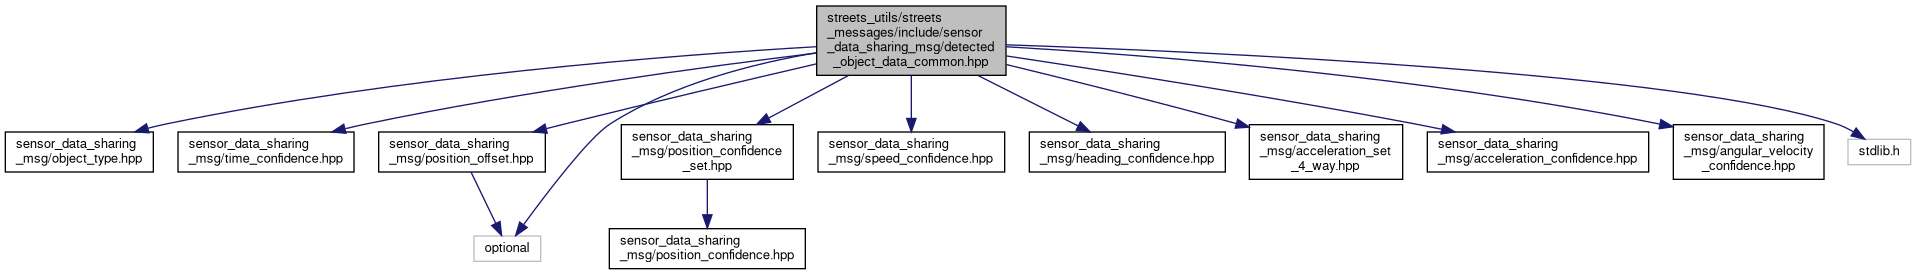 streets_utils/streets
_messages/include/sensor
_data_sharing_msg/detected
_object_data_common.hpp
sensor_data_sharing
_msg/object_type.hpp
sensor_data_sharing
_msg/time_confidence.hpp
sensor_data_sharing
_msg/position_offset.hpp
sensor_data_sharing
_msg/position_confidence
_set.hpp
sensor_data_sharing
_msg/speed_confidence.hpp
sensor_data_sharing
_msg/heading_confidence.hpp
sensor_data_sharing
_msg/acceleration_set
_4_way.hpp
sensor_data_sharing
_msg/acceleration_confidence.hpp
sensor_data_sharing
_msg/angular_velocity
_confidence.hpp
stdlib.h
optional
sensor_data_sharing
_msg/position_confidence.hpp